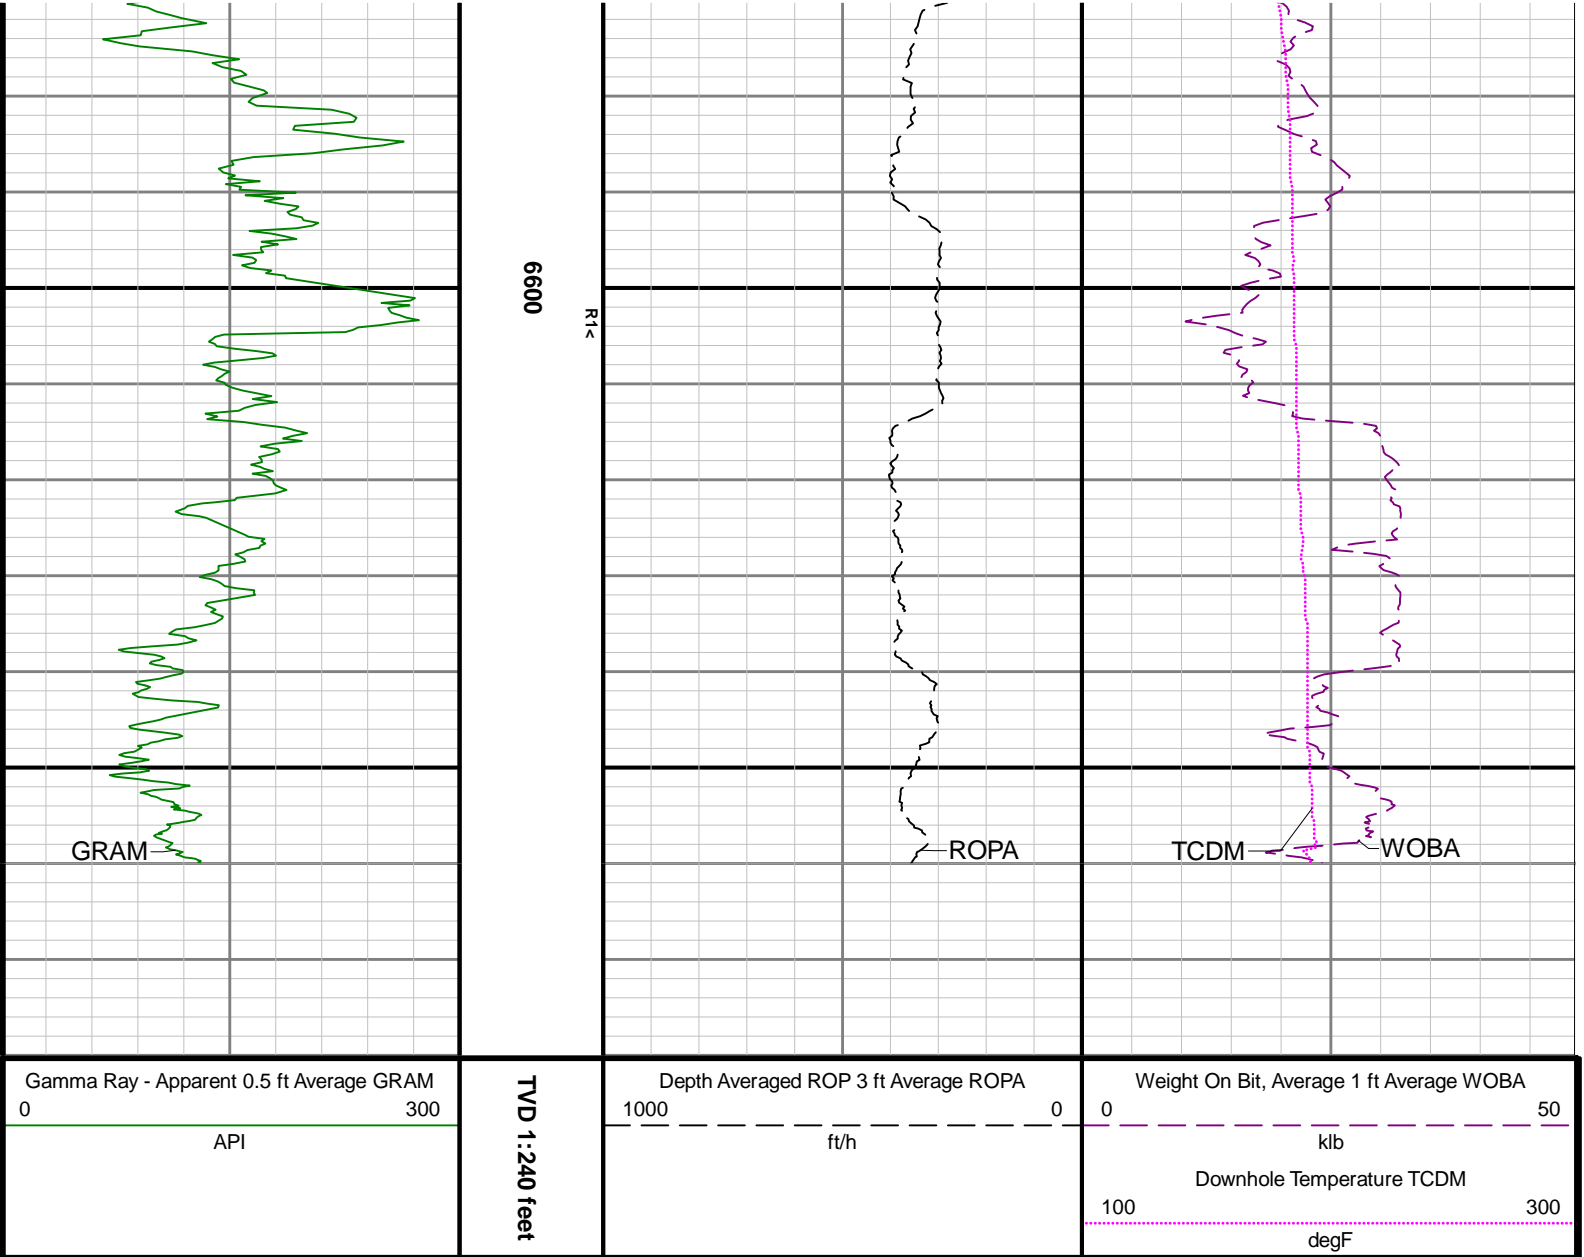 6600
R1<
GRAM
ROPA
TCDM
WOBA
Gamma Ray - Apparent 0.5 ft Average GRAM
0 300
API
TVD 1:240 feet
Depth Averaged ROP 3 ft Average ROPA
1000 0
ft/h
Weight On Bit, Average 1 ft Average WOBA
0 50
klb
Downhole Temperature TCDM
100 300
degF